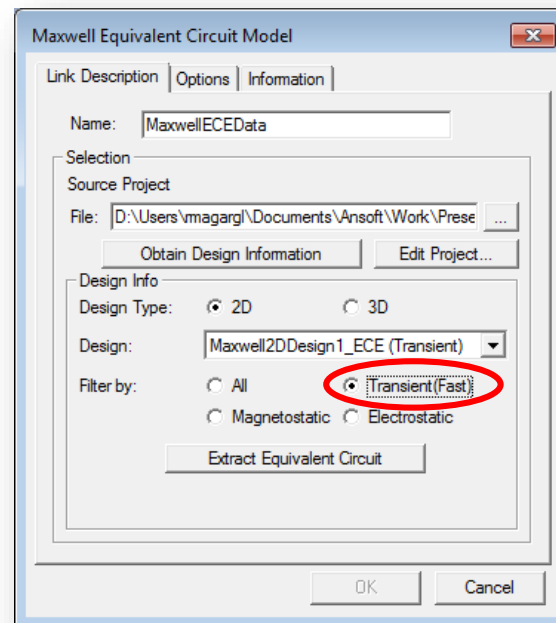 Maxwell Equivalent Circuit Model
Link Description Options Information
Name: MaxwellECEData
Selection
Source Project
File: D:\Users\magargl\Documents\Ansoft\Work\Prese ...
Obtain Design Information Edit Project...
Design Info
Design Type: 2D 3D
Design: Maxwell2DDesign1_ECE (Transient)
Filter by: All Transient(Fast)
Magnetostatic Electrostatic
Extract Equivalent Circuit
OK Cancel